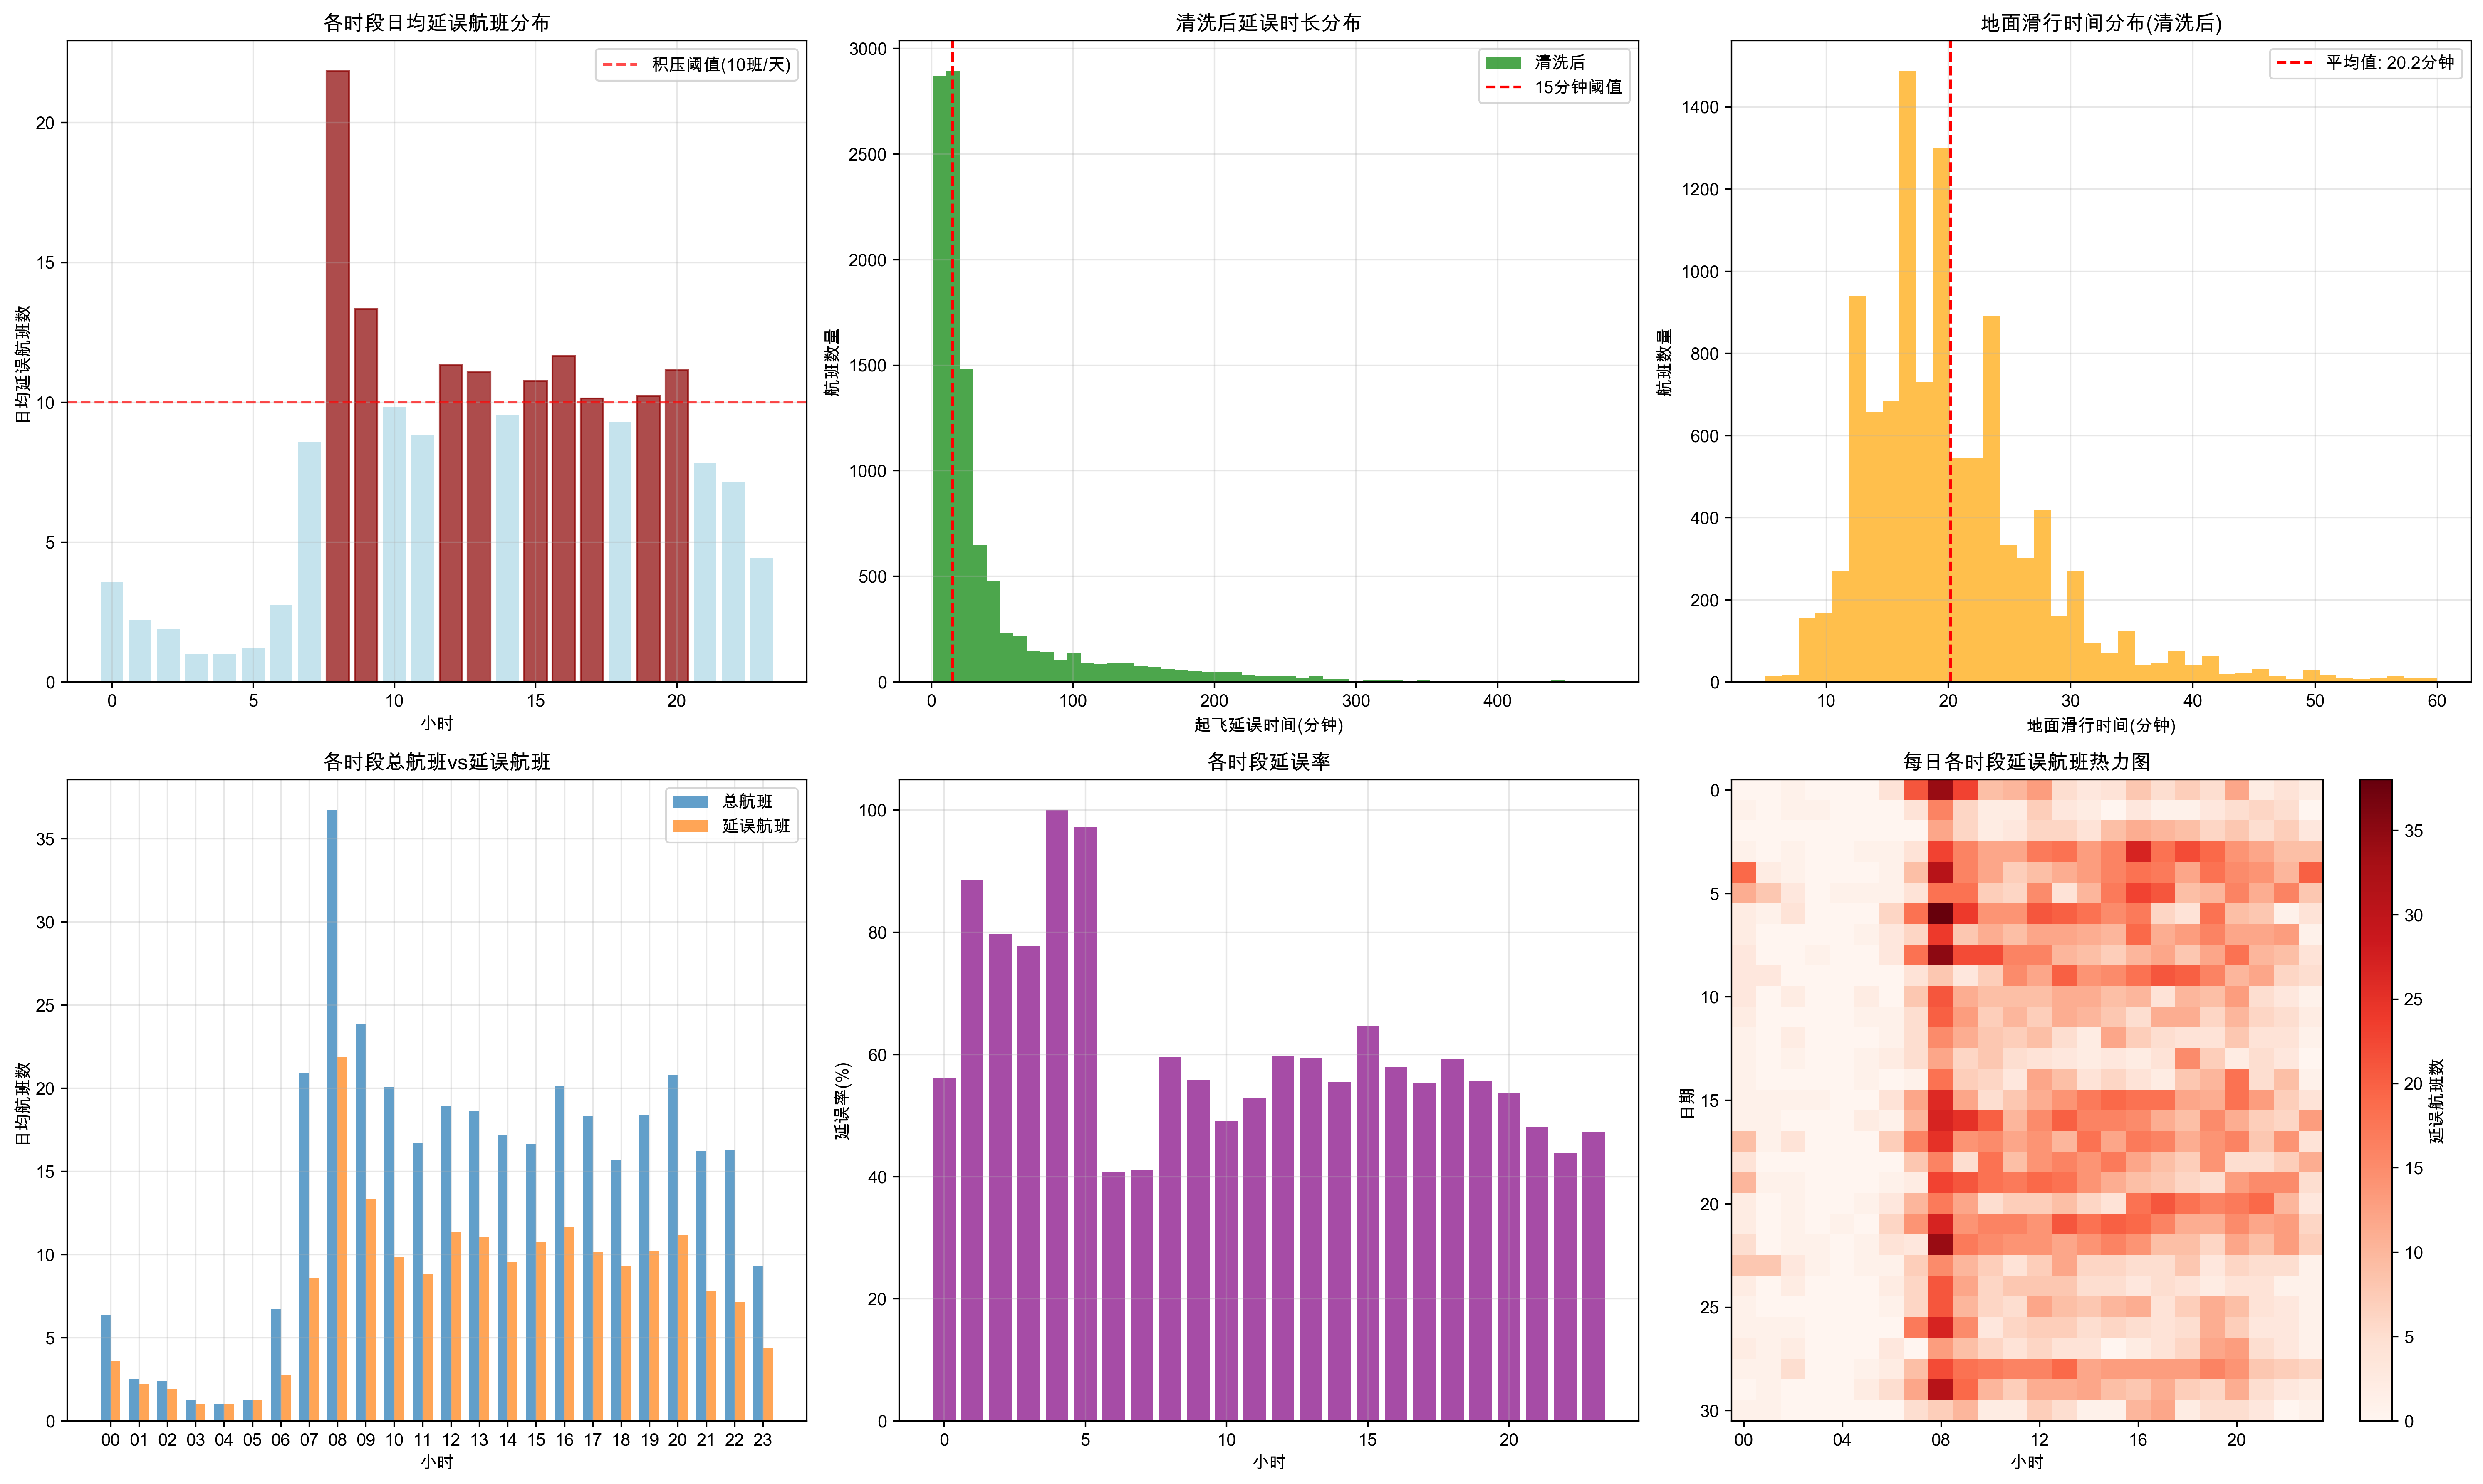 各时段日均延误航班分布
积压阈值(10班/天)
日均延误航班数
20
15
10
5
0
0 5 10 15 20
小时
清洗后延误时长分布
清洗后
15分钟阈值
航班数量
3000
2500
2000
1500
1000
500
0
0 100 200 300 400
起飞延误时间(分钟)
地面滑行时间分布(清洗后)
平均值: 20.2分钟
航班数量
1400
1200
1000
800
600
400
200
0
10 20 30 40 50 60
地面滑行时间(分钟)
各时段总航班vs延误航班
总航班
延误航班
日均航班数
35
30
25
20
15
10
5
0
00 01 02 03 04 05 06 07 08 09 10 11 12 13 14 15 16 17 18 19 20 21 22 23
小时
各时段延误率
延误率(%)
100
80
60
40
20
0
0 5 10 15 20
小时
每日各时段延误航班热力图
日期
0
5
10
15
20
25
30
00 04 08 12 16 20
小时
35
30
25
20
15
10
5
0
延误航班数